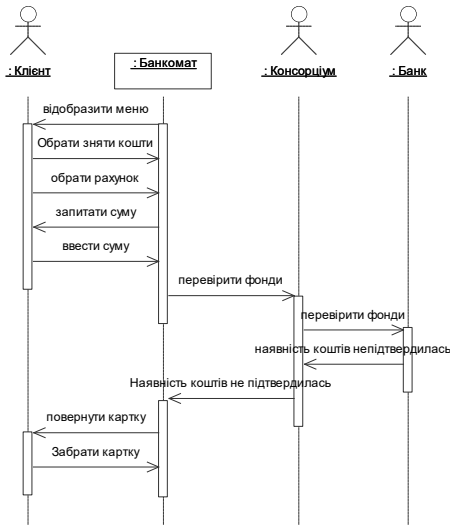 : Клієнт
: Банкомат
: Консорціум
: Банк
відобразити меню
Обрати зняти кошти
обрати рахунок
запитати суму
ввести суму
перевірити фонди
перевірити фонди
наявність коштів непідтвердилась
Наявність коштів не підтвердилась
повернути картку
Забрати картку